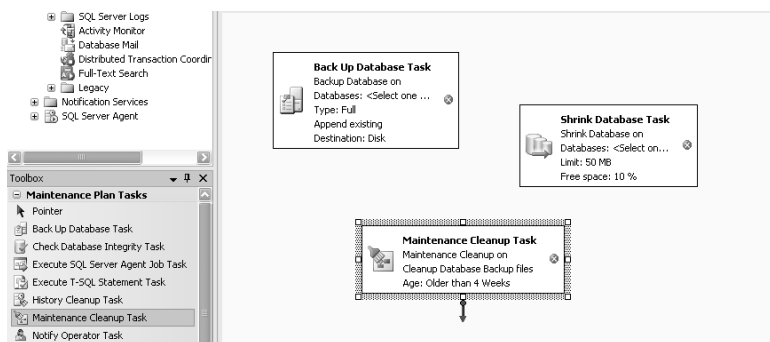 SQL Server Logs
Activity Monitor
Database Mail
Distributed Transaction Coordir
Full-Text Search
Legacy
Notification Services
SQL Server Agent
Toolbox
Maintenance Plan Tasks
Pointer
Back Up Database Task
Check Database Integrity Task
Execute SQL Server Agent Job Task
Execute T-SQL Statement Task
History Cleanup Task
Maintenance Cleanup Task
Notify Operator Task
Back Up Database Task
Backup Database on
Databases: <Select one ...
Type: Full
Append existing
Destination: Disk
Shrink Database Task
Shrink Database on
Databases: <Select on...
Limit: 50 MB
Free space: 10 %
Maintenance Cleanup Task
Maintenance Cleanup on
Cleanup Database Backup files
Age: Older than 4 Weeks